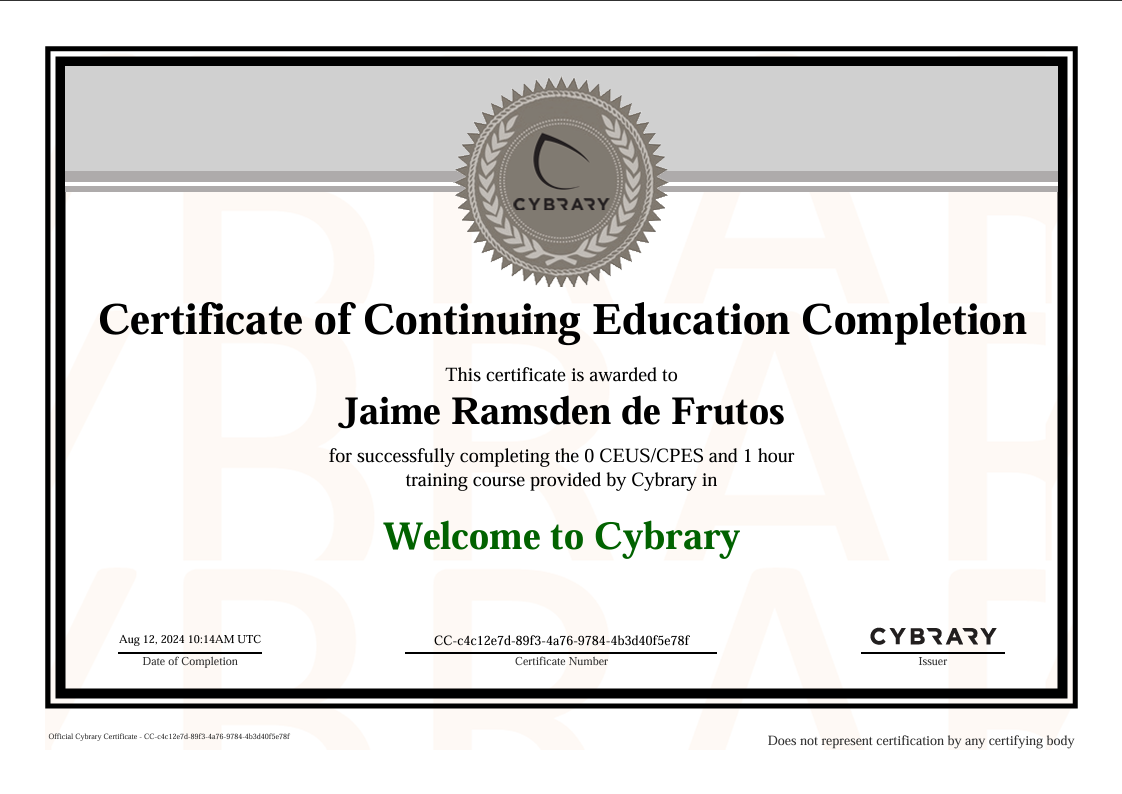 CYBRARY
Certificate of Continuing Education Completion
This certificate is awarded to
Jaime Ramsden de Frutos
for successfully completing the 0 CEUS/CPES and 1 hour
training course provided by Cybrary in
Welcome to Cybrary
Aug 12, 2024 10:14AM UTC
Date of Completion
CC-c4c12e7d-89f3-4a76-9784-4b3d40f5e78f
Certificate Number
CYBRARY
Issuer
Official Cybrary Certificate - CC-c4c12e7d-89f3-4a76-9784-4b3d40f5e78f
Does not represent certification by any certifying body